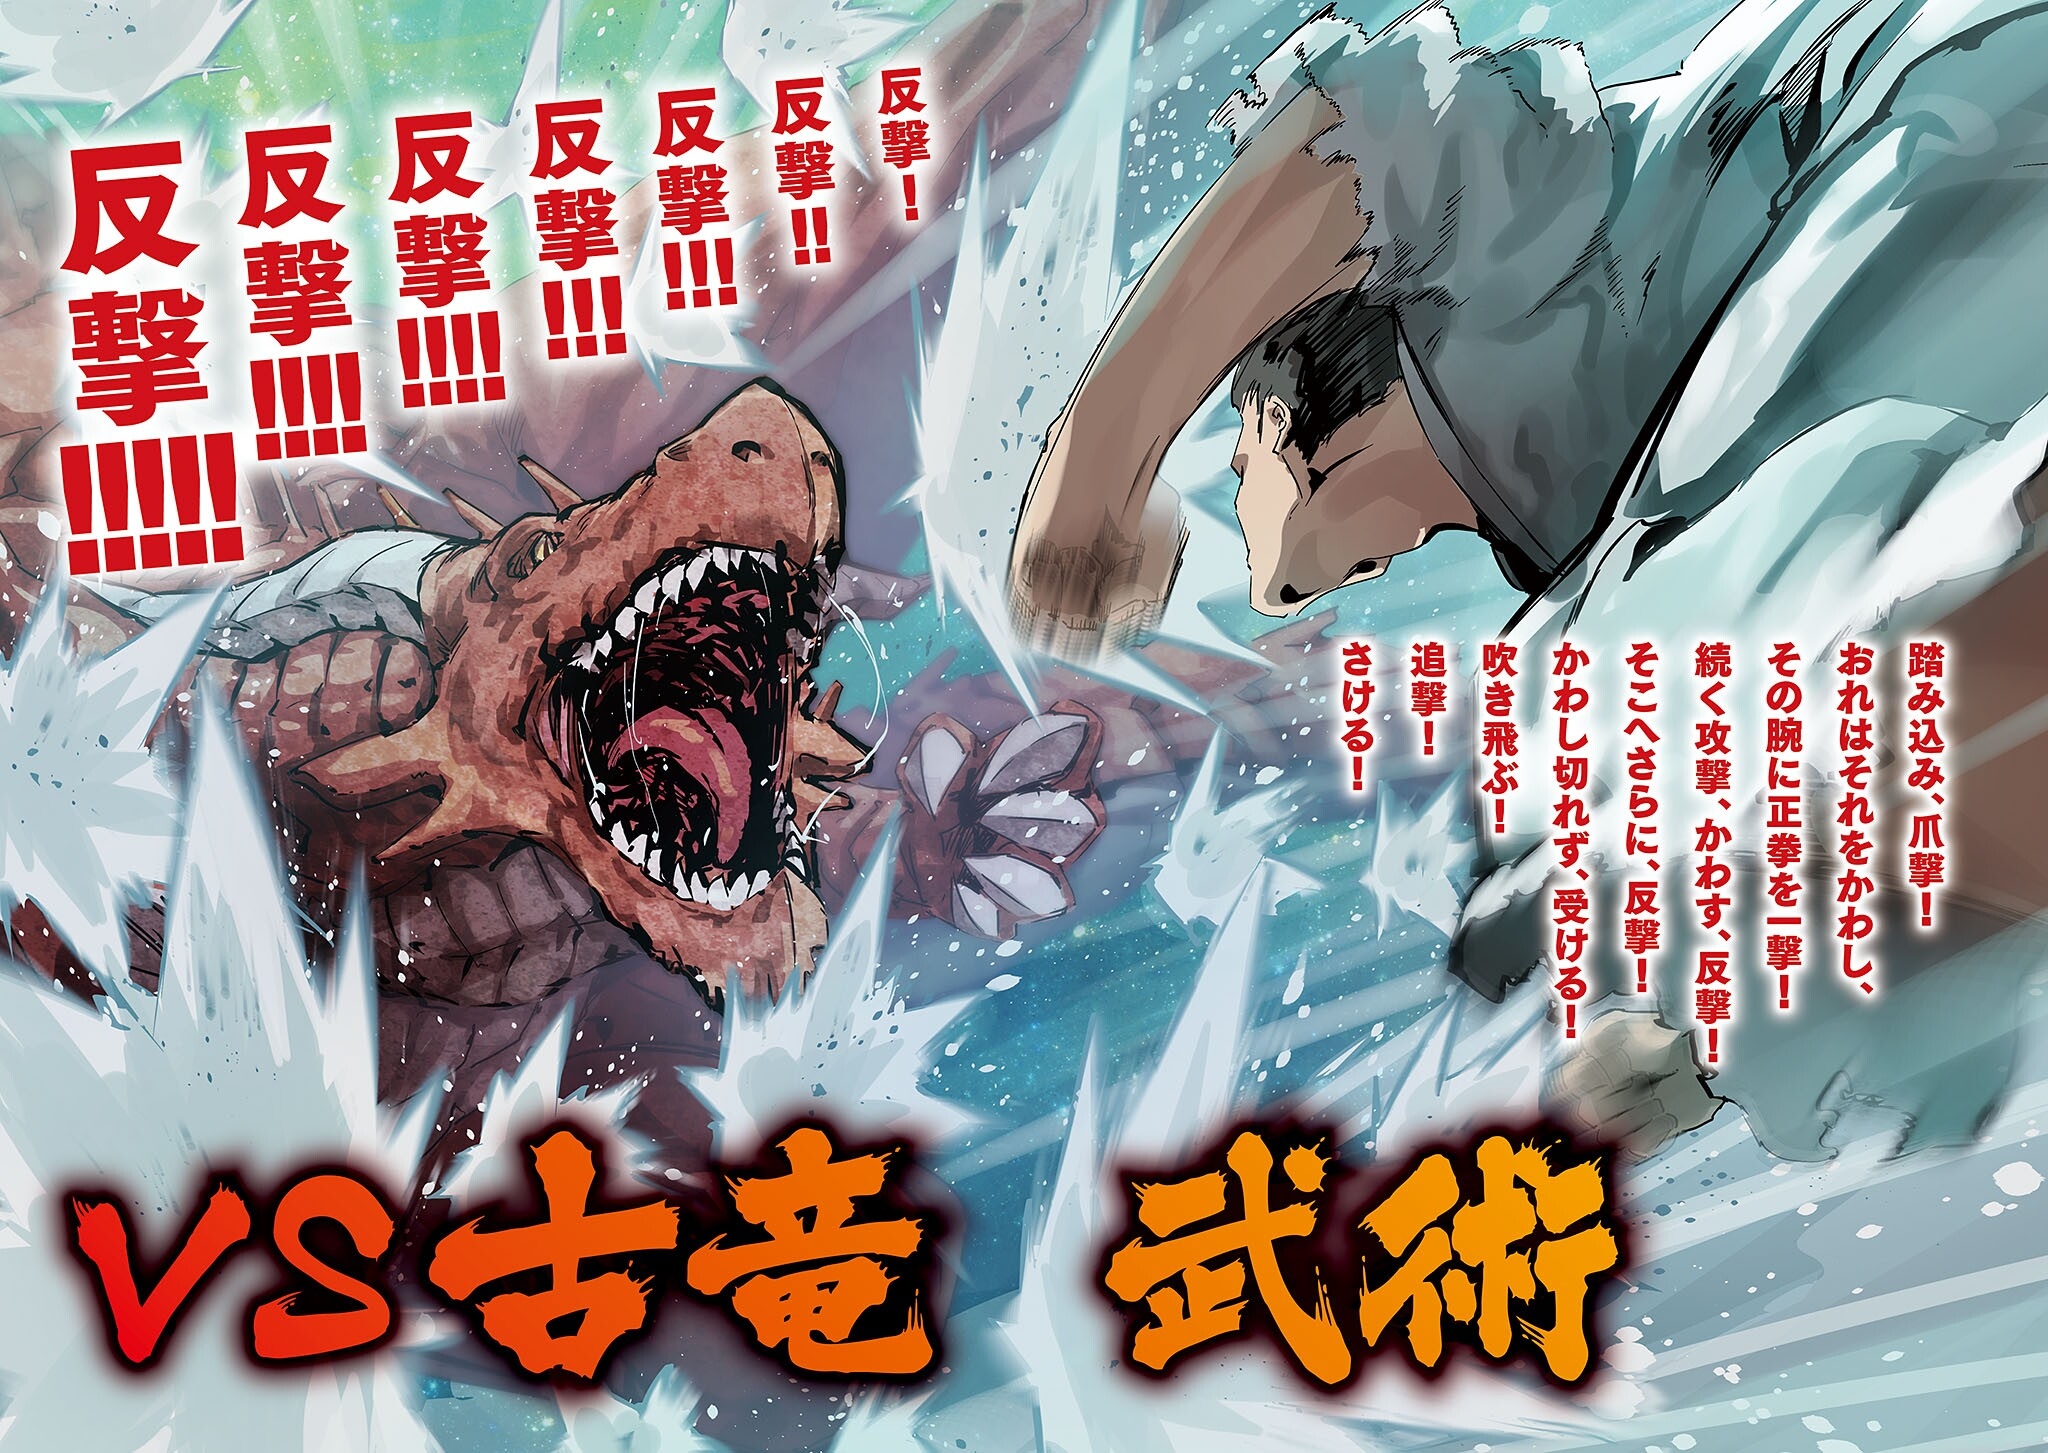 踏み込み、爪撃！
おれはそれをかわし、
その腕に正拳を一撃！
続く攻撃、かわす、反撃！
そこへさらに、反撃！
かわし切れず、受ける！
吹き飛ぶ！
追撃！
さける！
反撃！
反撃!!
反撃!!!
反撃!!!
反撃!!!!
反撃!!!!
反撃!!!!!
VS古竜　武術